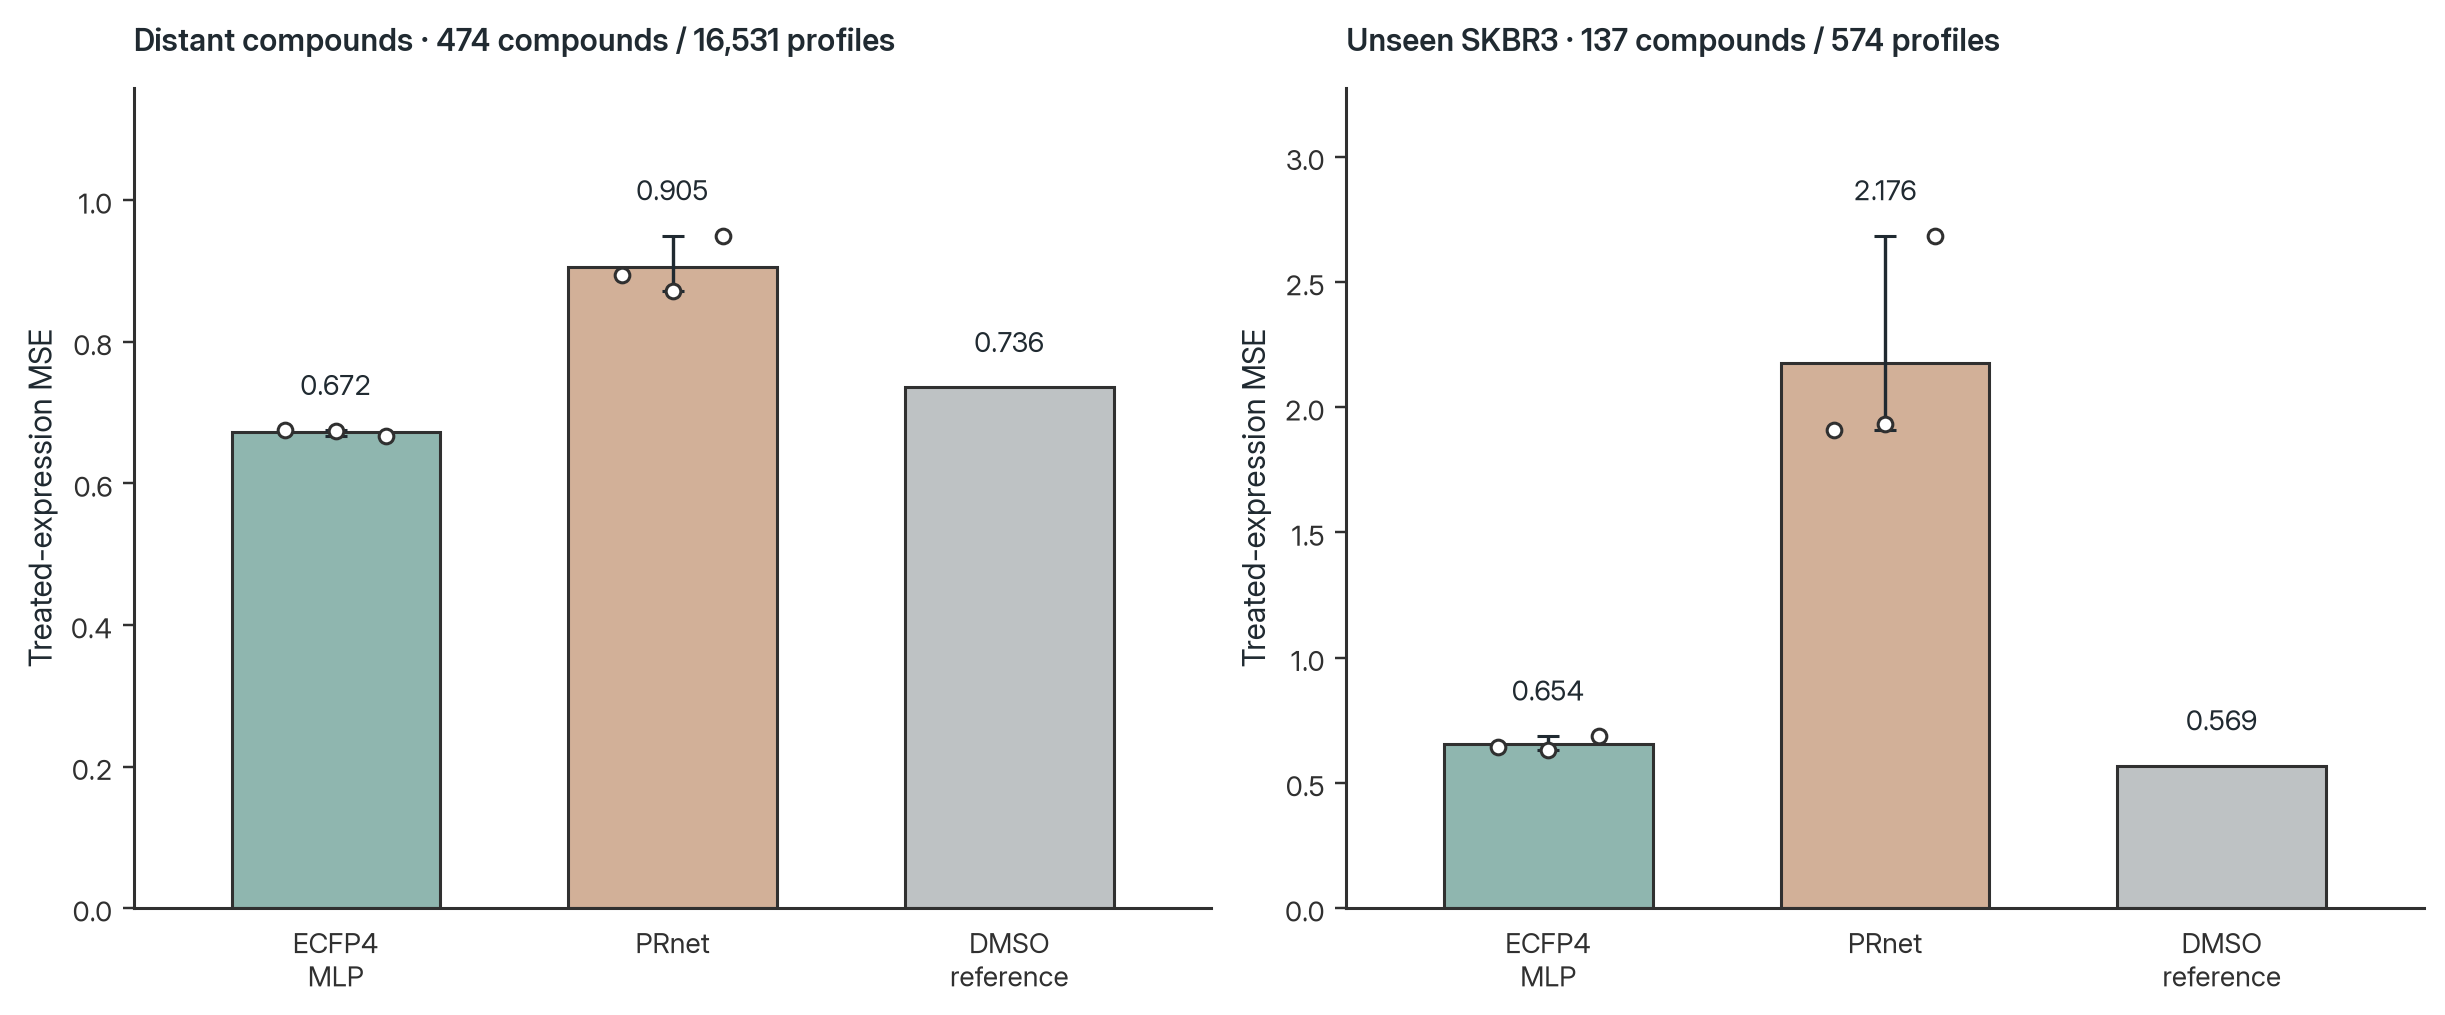 Distant compounds · 474 compounds / 16,531 profiles
Treated-expression MSE
1.0
0.8
0.6
0.4
0.2
0.0
0.672
0.905
0.736
ECFP4
MLP
PRnet
DMSO
reference
Unseen SKBR3 · 137 compounds / 574 profiles
Treated-expression MSE
3.0
2.5
2.0
1.5
1.0
0.5
0.0
0.654
2.176
0.569
ECFP4
MLP
PRnet
DMSO
reference